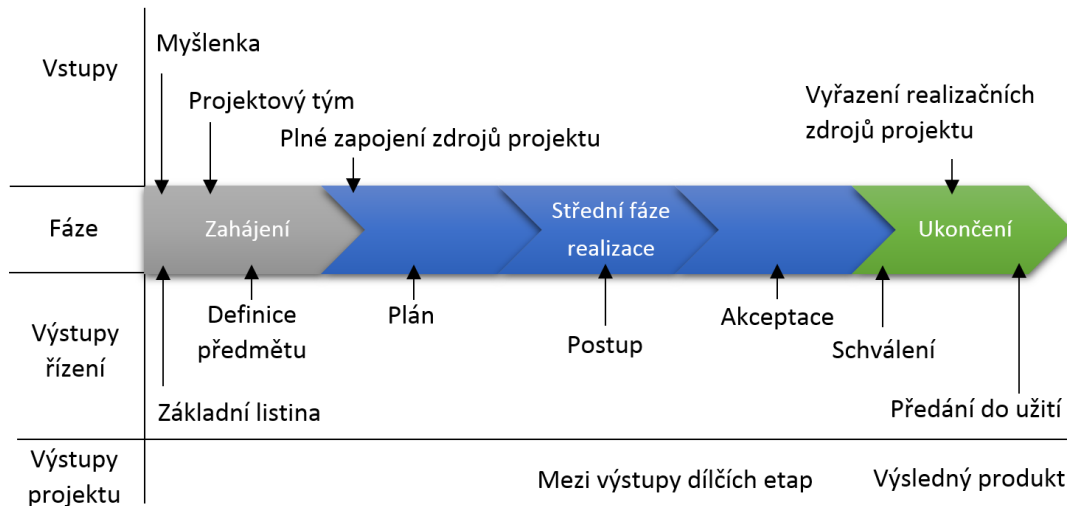 Vstupy
Myšlenka
Projektový tým
Plné zapojení zdrojů projektu
Vyřazení realizačních
zdrojů projektu
Fáze
Zahájení
Střední fáze
realizace
Ukončení
Výstupy
řízení
Základní listina
Definice
předmětu
Plán
Postup
Akceptace
Schválení
Předání do užití
Výstupy
projektu
Mezi výstupy dílčích etap
Výsledný produkt